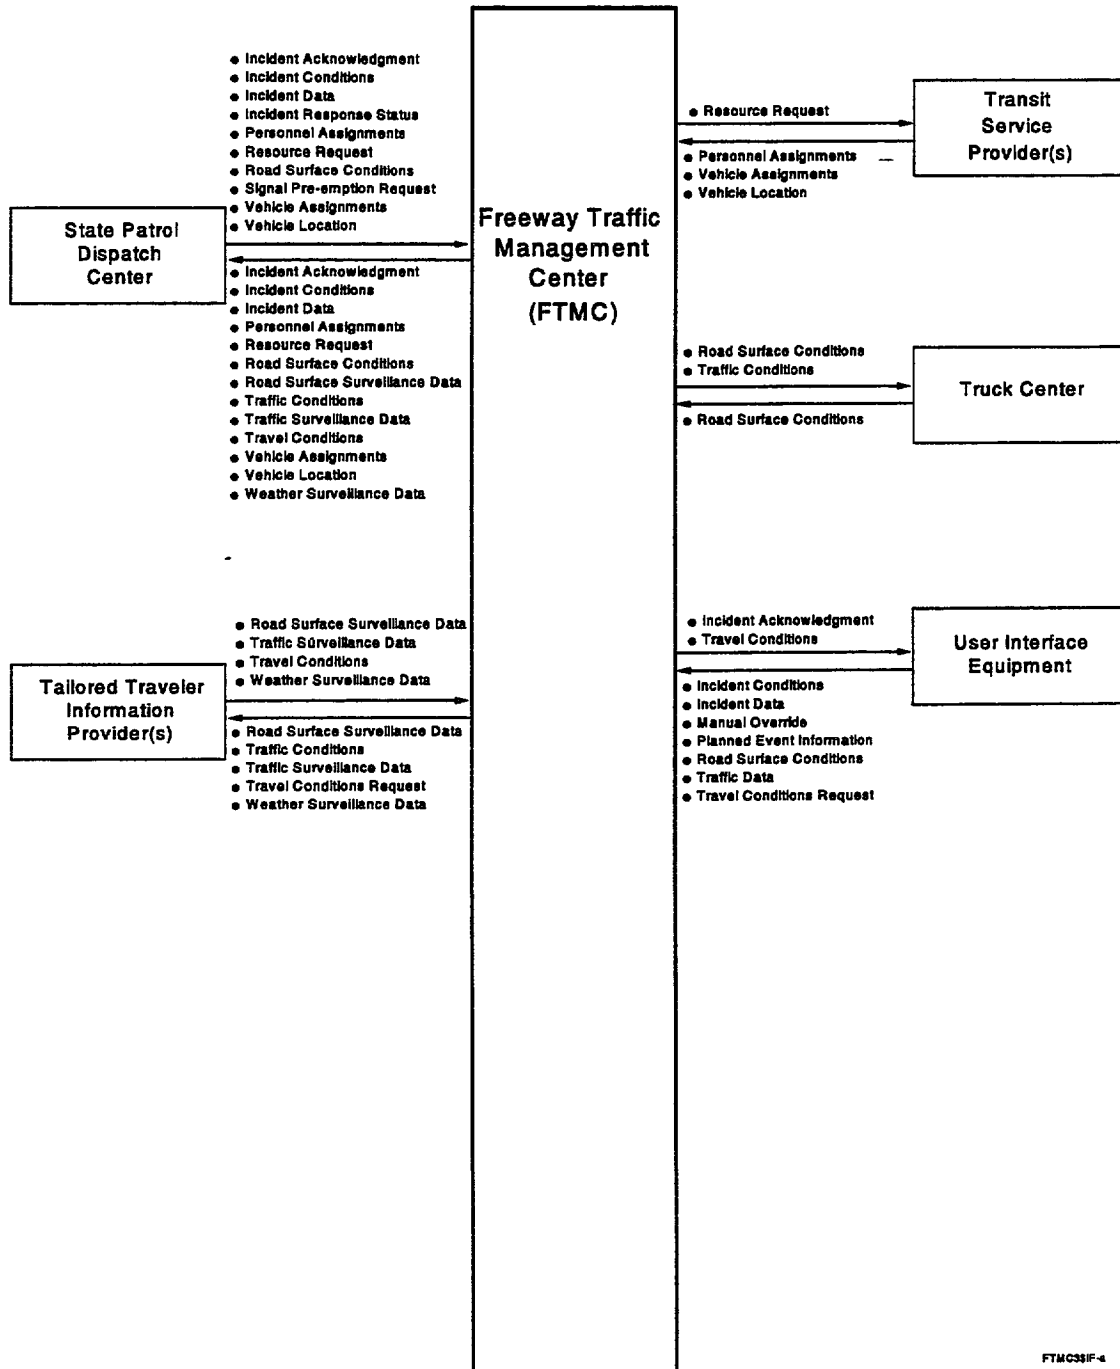 ● Incident Acknowledgment
● Incident Conditions
● Incident Data
● Incident Response Status
● Personnel Assignments
● Resource Request
● Road Surface Conditions
● Signal Pre-emption Request
● Vehicle Assignments
● Vehicle Location
State Patrol
Dispatch
Center
● Incident Acknowledgment
● Incident Conditions
● Incident Data
● Personnel Assignments
● Resource Request
● Road Surface Conditions
● Road Surface Surveillance Data
● Traffic Conditions
● Traffic Surveillance Data
● Travel Conditions
● Vehicle Assignments
● Vehicle Location
● Weather Surveillance Data
● Road Surface Surveillance Data
● Traffic Surveillance Data
● Travel Conditions
● Weather Surveillance Data
Tailored Traveler
Information
Provider(s)
● Road Surface Surveillance Data
● Traffic Conditions
● Traffic Surveillance Data
● Travel Conditions Request
● Weather Surveillance Data
Freeway Traffic
Management
Center
(FTMC)
● Resource Request
Transit
Service
Provider(s)
● Personnel Assignments
● Vehicle Assignments
● Vehicle Location
● Road Surface Conditions
● Traffic Conditions
Truck Center
● Road Surface Conditions
● Incident Acknowledgment
● Travel Conditions
User Interface
Equipment
● Incident Conditions
● Incident Data
● Manual Override
● Planned Event Information
● Road Surface Conditions
● Traffic Data
● Travel Conditions Request